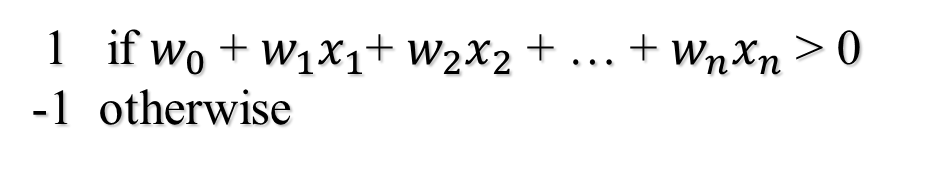 1 if w₀ + w₁x₁+ w₂x₂ + … + wₙxₙ > 0
-1 otherwise